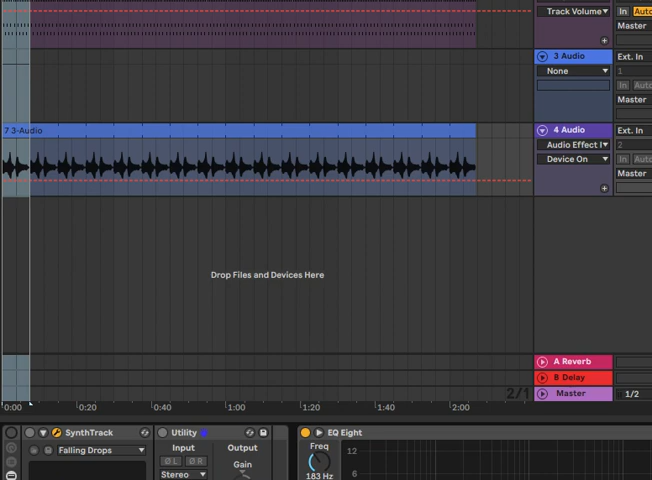 Track Volume
In
Auto
Master
3 Audio
Ext. In
None
1
In
Auto
Master
7 3-Audio
4 Audio
Ext. In
2
Device On
In
Auto
Master
Drop Files and Devices Here
A Reverb
B Delay
2/1
Master
1/2
0:00
0:20
0:40
1:00
1:20
1:40
2:00
SynthTrack
Utility
EQ Eight
Falling Drops
Input
Output
Freq
12
Ø L
Ø R
Gain
Stereo
183 Hz
6